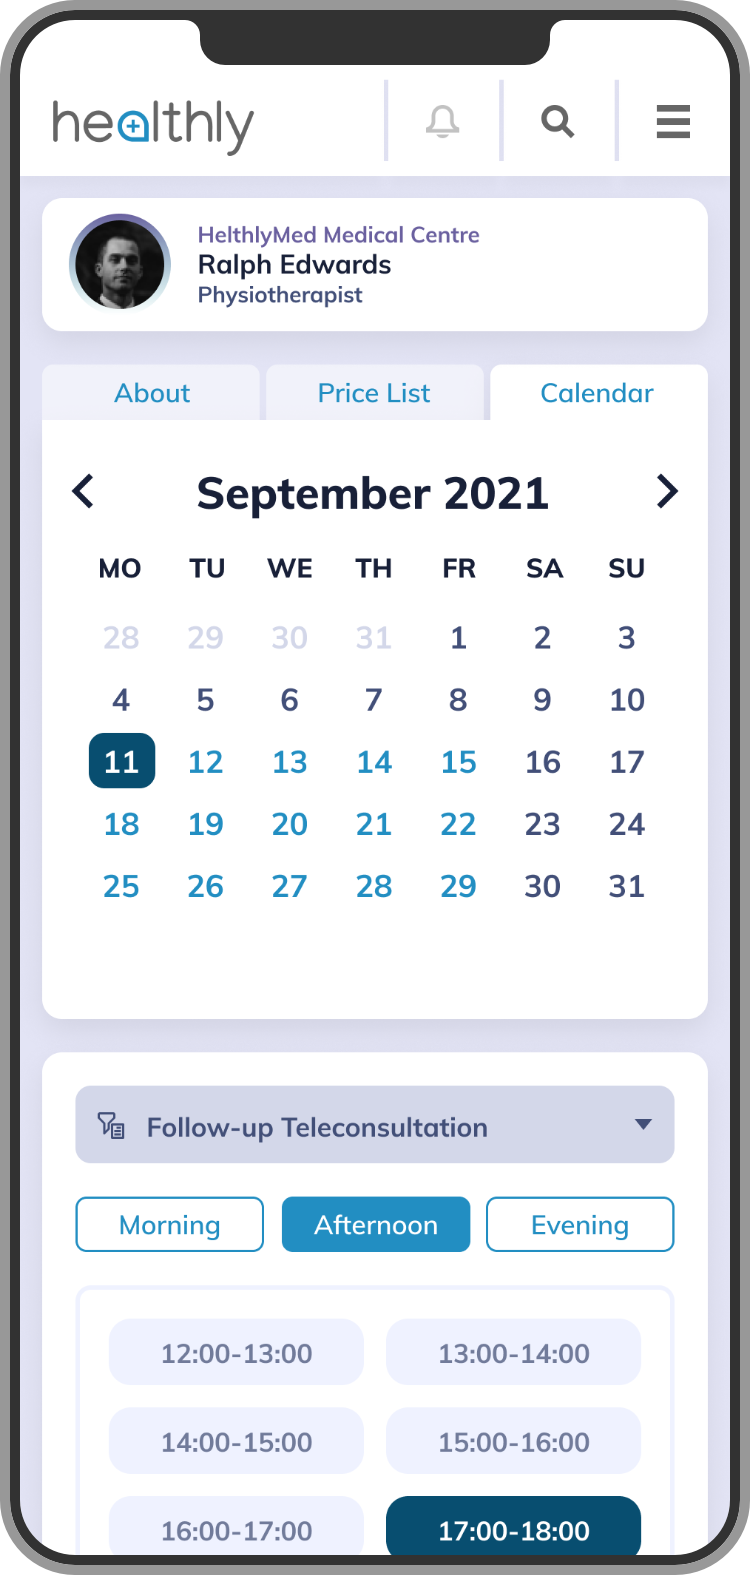 healthly
HelthlyMed Medical Centre
Ralph Edwards
Physiotherapist
About Price List Calendar
September 2021
MO TU WE TH FR SA SU
28 29 30 31 1 2 3
4 5 6 7 8 9 10
11 12 13 14 15 16 17
18 19 20 21 22 23 24
25 26 27 28 29 30 31
Follow-up Teleconsultation
Morning Afternoon Evening
12:00-13:00 13:00-14:00
14:00-15:00 15:00-16:00
16:00-17:00 17:00-18:00